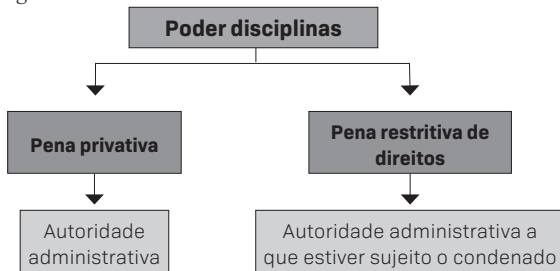 Poder disciplinas
Pena privativa
Pena restritiva de
direitos
Autoridade
administrativa
Autoridade administrativa a
que estiver sujeito o condenado